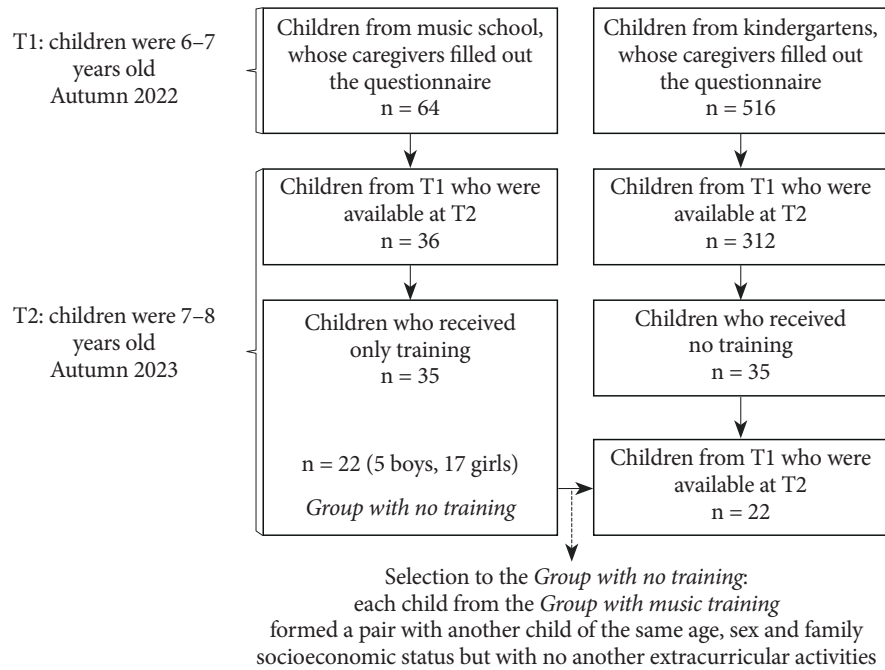 T1: children were 6–7
years old
Autumn 2022
Children from music school,
whose caregivers filled out
the questionnaire
n = 64
Children from kindergartens,
whose caregivers filled out
the questionnaire
n = 516
Children from T1 who were
available at T2
n = 36
Children from T1 who were
available at T2
n = 312
T2: children were 7–8
years old
Autumn 2023
Children who received
only training
n = 35
n = 22 (5 boys, 17 girls)
Group with no training
Children who received
no training
n = 35
Children from T1 who were
available at T2
n = 22
Selection to the Group with no training:
each child from the Group with music training
formed a pair with another child of the same age, sex and family
socioeconomic status but with no another extracurricular activities